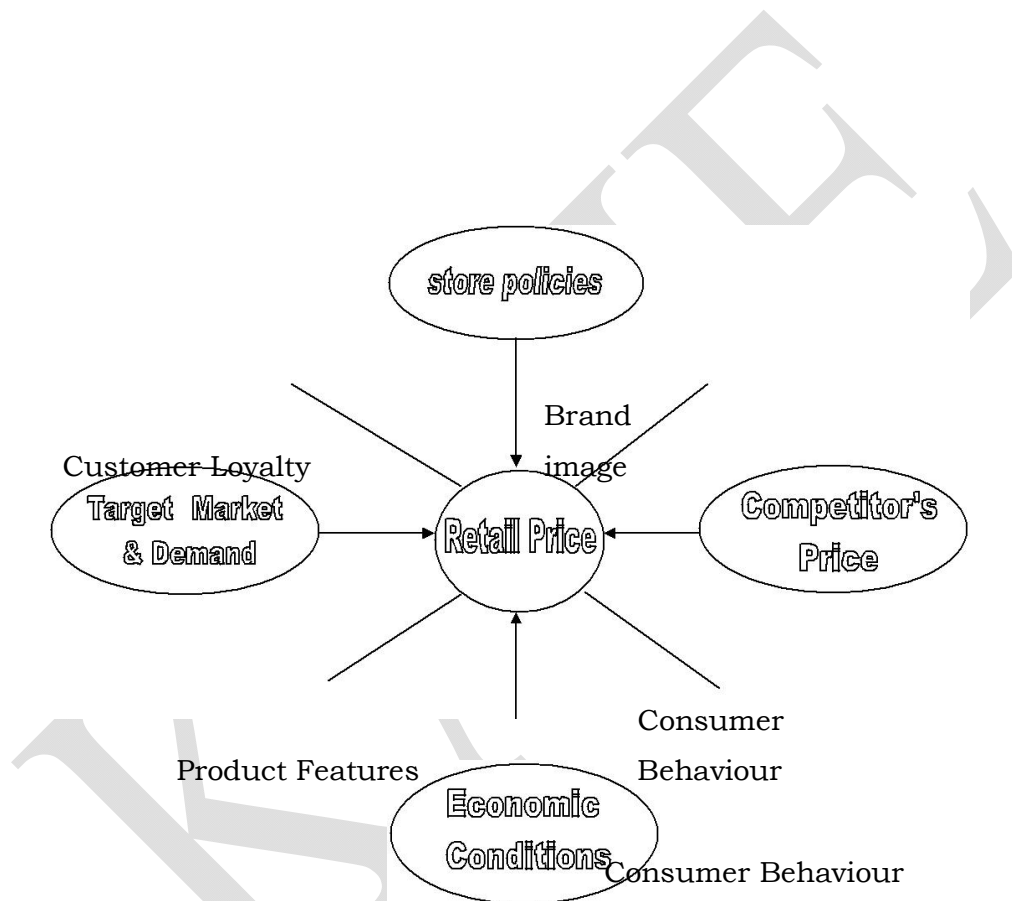 store policies
Brand
image
Customer Loyalty
Target Market
& Demand
Retail Price
Competitor's
Price
Consumer
Behaviour
Product Features
Economic
Conditions
Consumer Behaviour